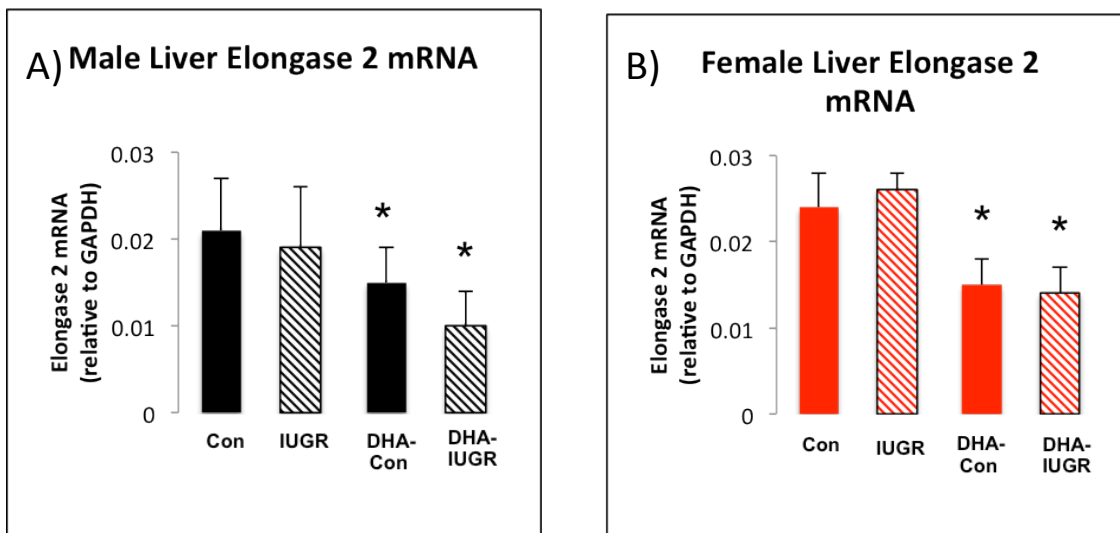 A) Male Liver Elongase 2 mRNA
Elongase 2 mRNA
(relative to GAPDH)
0.03
0.02
0.01
0
*
*
Con
IUGR
DHA-
Con
DHA-
IUGR
B) Female Liver Elongase 2
mRNA
Elongase 2 mRNA
(relative to GAPDH)
0.03
0.02
0.01
0
*
*
Con
IUGR
DHA-
Con
DHA-
IUGR